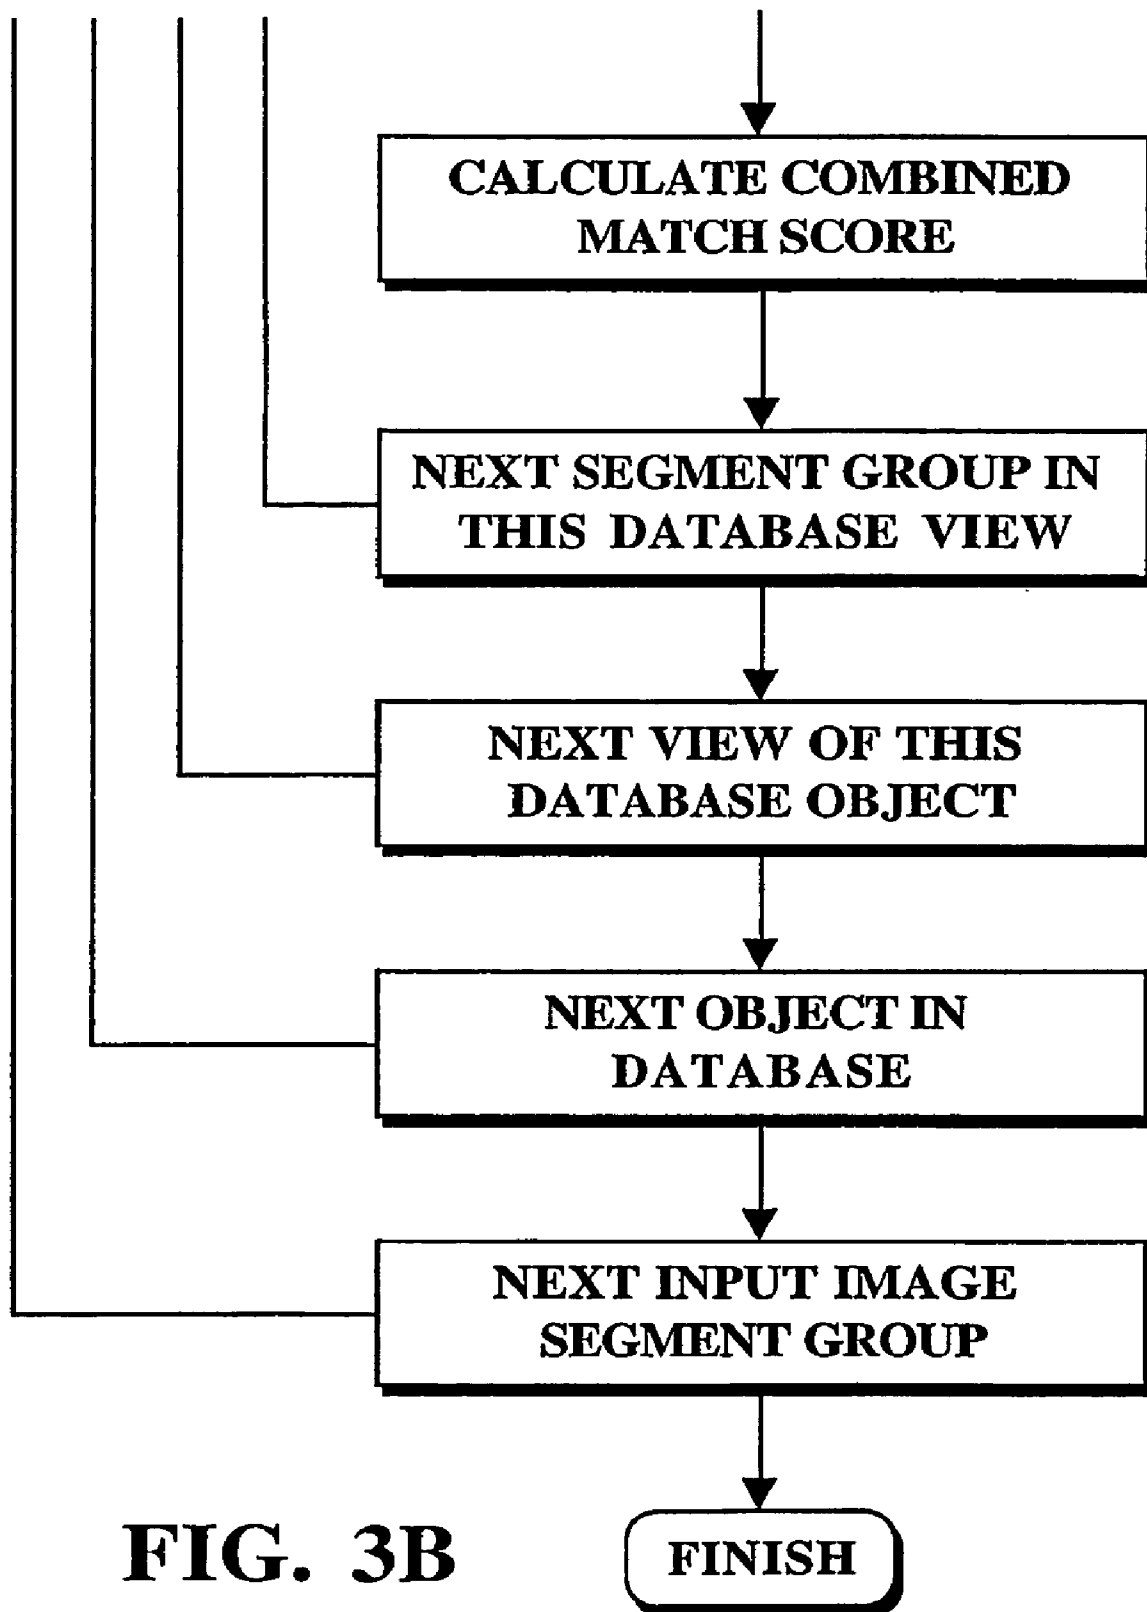 CALCULATE COMBINED
MATCH SCORE
NEXT SEGMENT GROUP IN
THIS DATABASE VIEW
NEXT VIEW OF THIS
DATABASE OBJECT
NEXT OBJECT IN
DATABASE
NEXT INPUT IMAGE
SEGMENT GROUP
FIG. 3B
FINISH